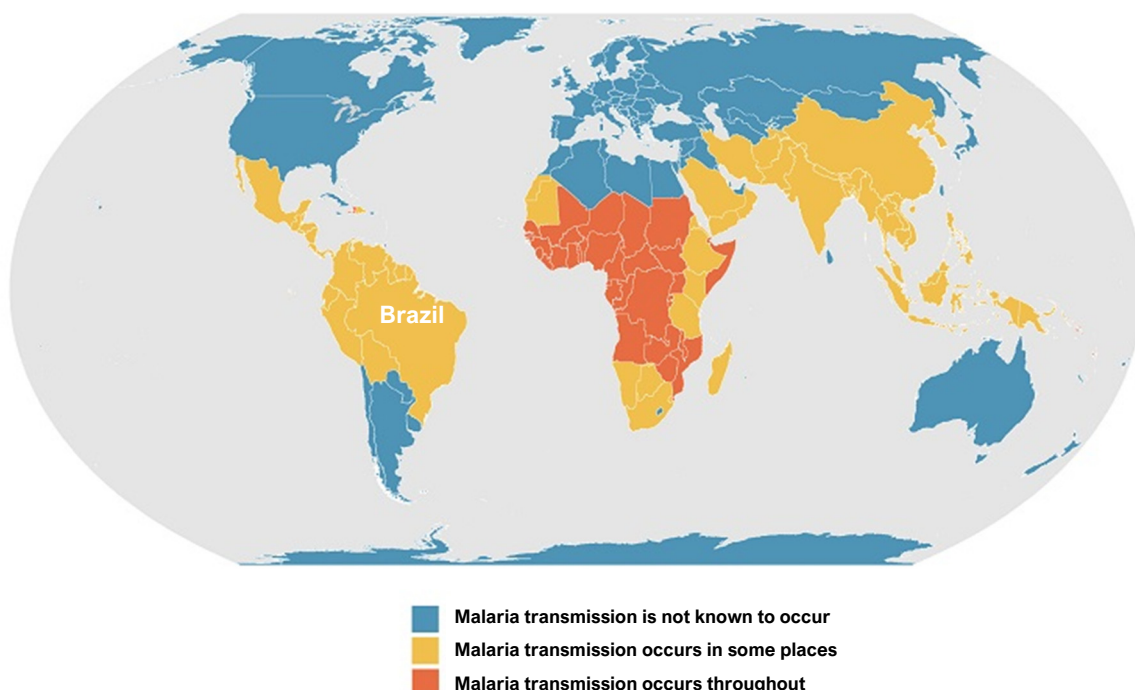 Brazil
Malaria transmission is not known to occur
Malaria transmission occurs in some places
Malaria transmission occurs throughout